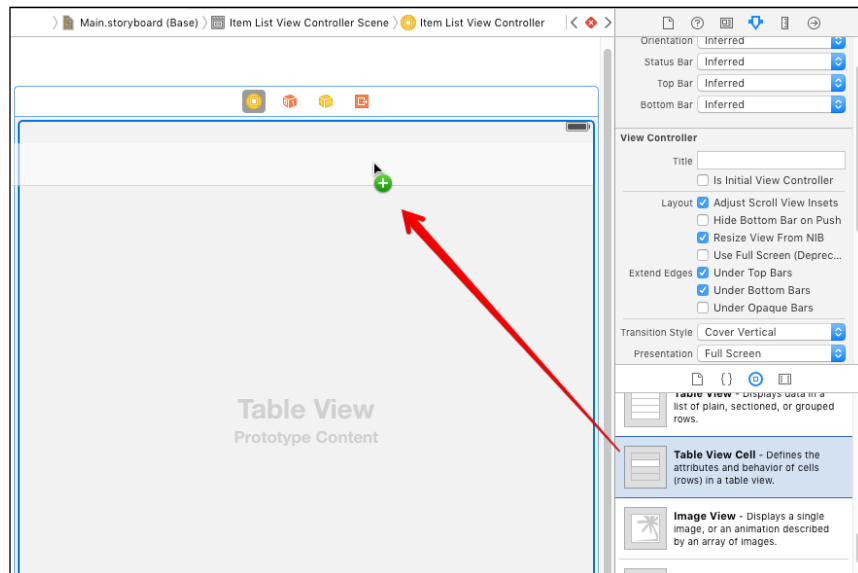 Main.storyboard (Base) 〉 Item List View Controller Scene 〉 Item List View Controller
Orientation Inferred
Status Bar Inferred
Top Bar Inferred
Bottom Bar Inferred
View Controller
Title
Is Initial View Controller
Layout Adjust Scroll View Insets
Hide Bottom Bar on Push
Resize View From NIB
Use Full Screen (Deprec...
Extend Edges Under Top Bars
Under Bottom Bars
Under Opaque Bars
Transition Style Cover Vertical
Presentation Full Screen
Table View
Prototype Content
Table View - Displays data in a
list of plain, sectioned, or grouped
rows.
Table View Cell - Defines the
attributes and behavior of cells
(rows) in a table view.
Image View - Displays a single
image, or an animation described
by an array of images.